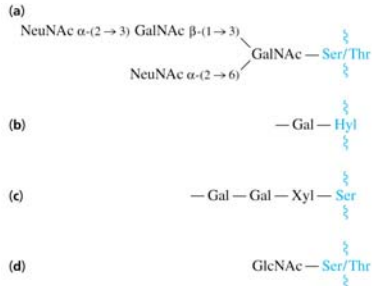 (a)
NeuNAc α-(2 → 3) GalNAc β-(1 → 3)
GalNAc — Ser/Thr
NeuNAc α-(2 → 6)
(b) — Gal — Hyl
(c) — Gal — Gal — Xyl — Ser
(d) GlcNAc — Ser/Thr